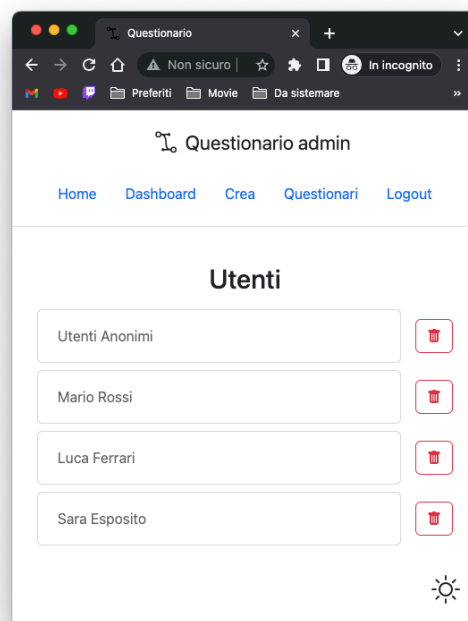 Questionario
Non sicuro
In incognito
Preferiti
Movie
Da sistemare
»
Questionario admin
Home
Dashboard
Crea
Questionari
Logout
Utenti
Utenti Anonimi
Mario Rossi
Luca Ferrari
Sara Esposito